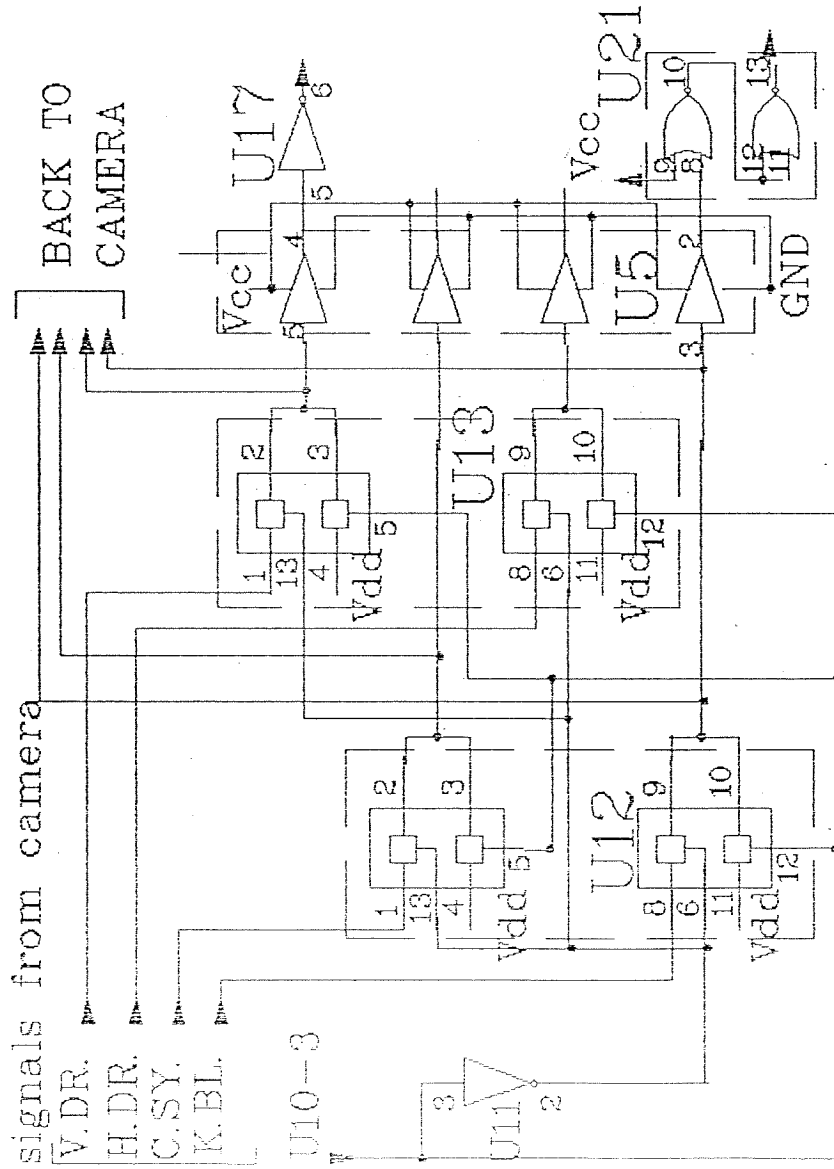 BACK TO
CAMERA
U17
6
5
Vcc
4
5
U21
10
13
9
8
12
11
Vcc
U5
2
3
GND
2
3
1
13
4
Vdd
5
U13
9
10
8
6
11
Vdd
12
signals from camera
V.DR.
H.DR.
C.SY.
K.BL.
2
3
1
13
4
Vdd
5
U12
9
10
8
6
11
Vdd
12
U10-3
3
U11
2